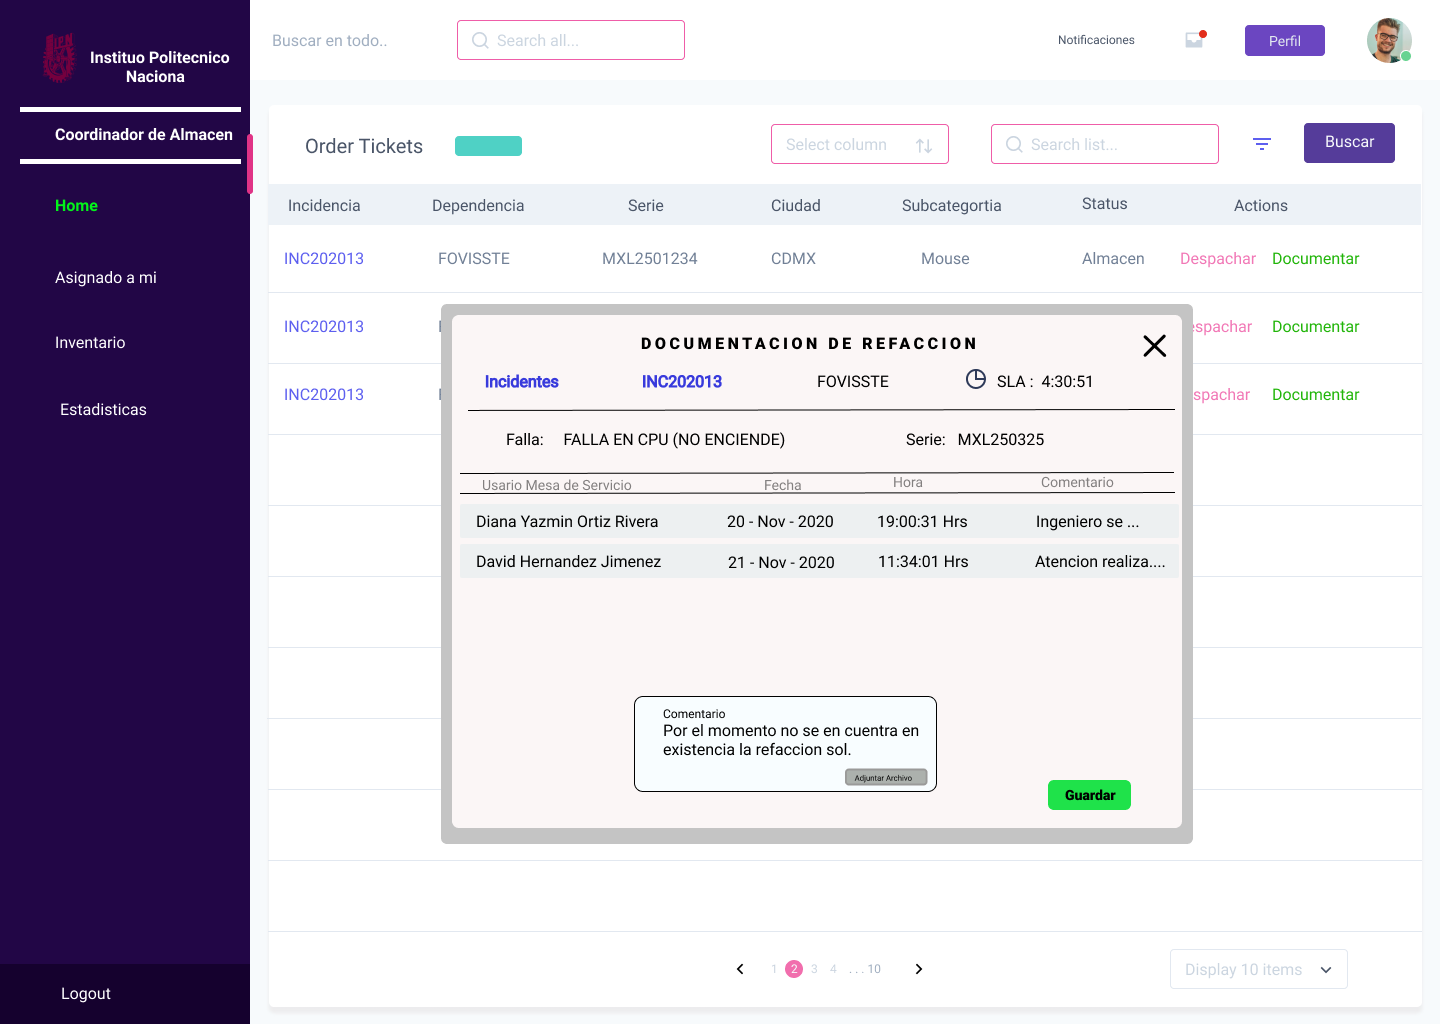 Instituo Politecnico
Naciona
Coordinador de Almacen
Home
Asignado a mi
Inventario
Estadisticas
Logout
Buscar en todo..
Search all...
Notificaciones
Perfil
Order Tickets
Select column
Search list...
Buscar
Incidencia Dependencia Serie Ciudad Subcategortia Status Actions
INC202013 FOVISSTE MXL2501234 CDMX Mouse Almacen Despachar Documentar
INC202013 espachar Documentar
INC202013 spachar Documentar
DOCUMENTACION DE REFACCION
Incidentes INC202013 FOVISSTE SLA : 4:30:51
Falla: FALLA EN CPU (NO ENCIENDE) Serie: MXL250325
Usario Mesa de Servicio Fecha Hora Comentario
Diana Yazmin Ortiz Rivera 20 - Nov - 2020 19:00:31 Hrs Ingeniero se ...
David Hernandez Jimenez 21 - Nov - 2020 11:34:01 Hrs Atencion realiza....
Comentario
Por el momento no se en cuentra en
existencia la refaccion sol.
Adjuntar Archivo
Guardar
1 2 3 4 . . . 10
Display 10 items